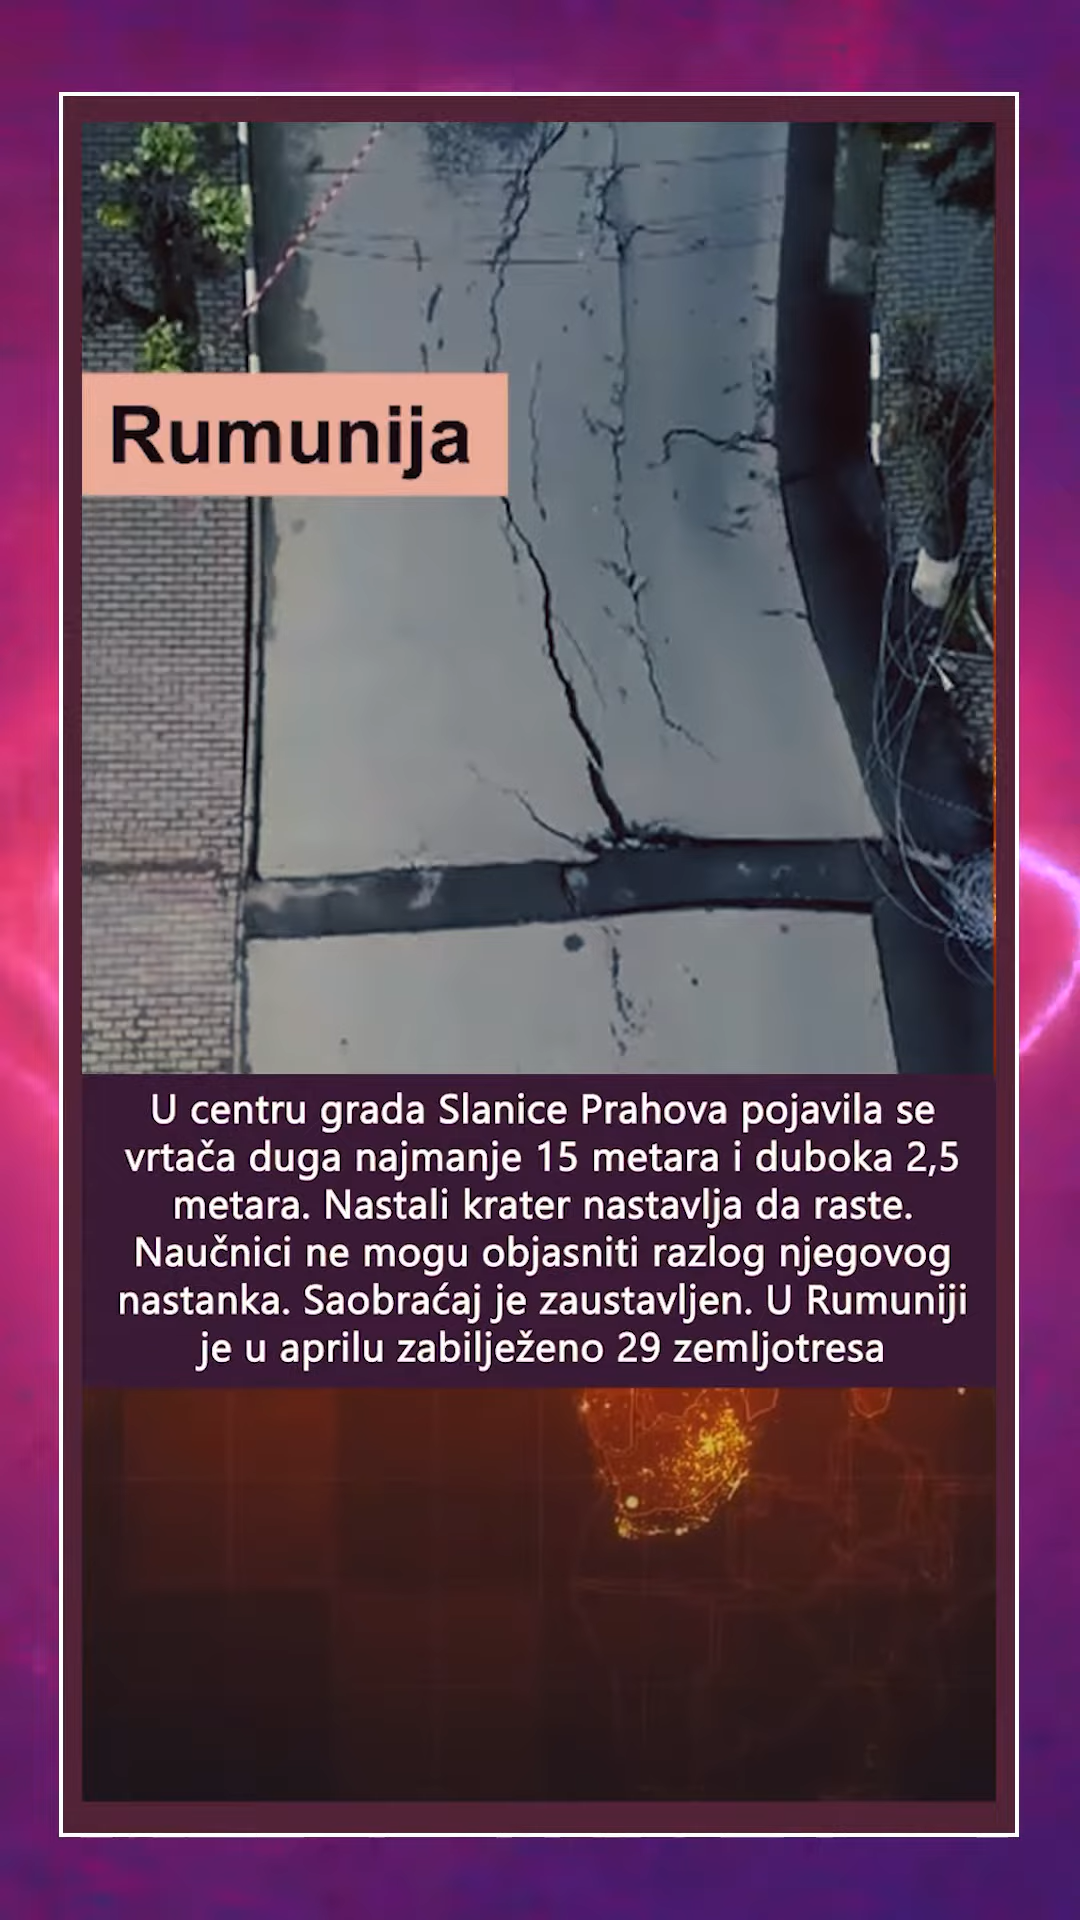 Rumunija
U centru grada Slanice Prahova pojavila se
vrtača duga najmanje 15 metara i duboka 2,5
metara. Nastali krater nastavlja da raste.
Naučnici ne mogu objasniti razlog njegovog
nastanka. Saobraćaj je zaustavljen. U Rumuniji
je u aprilu zabilježeno 29 zemljotresa